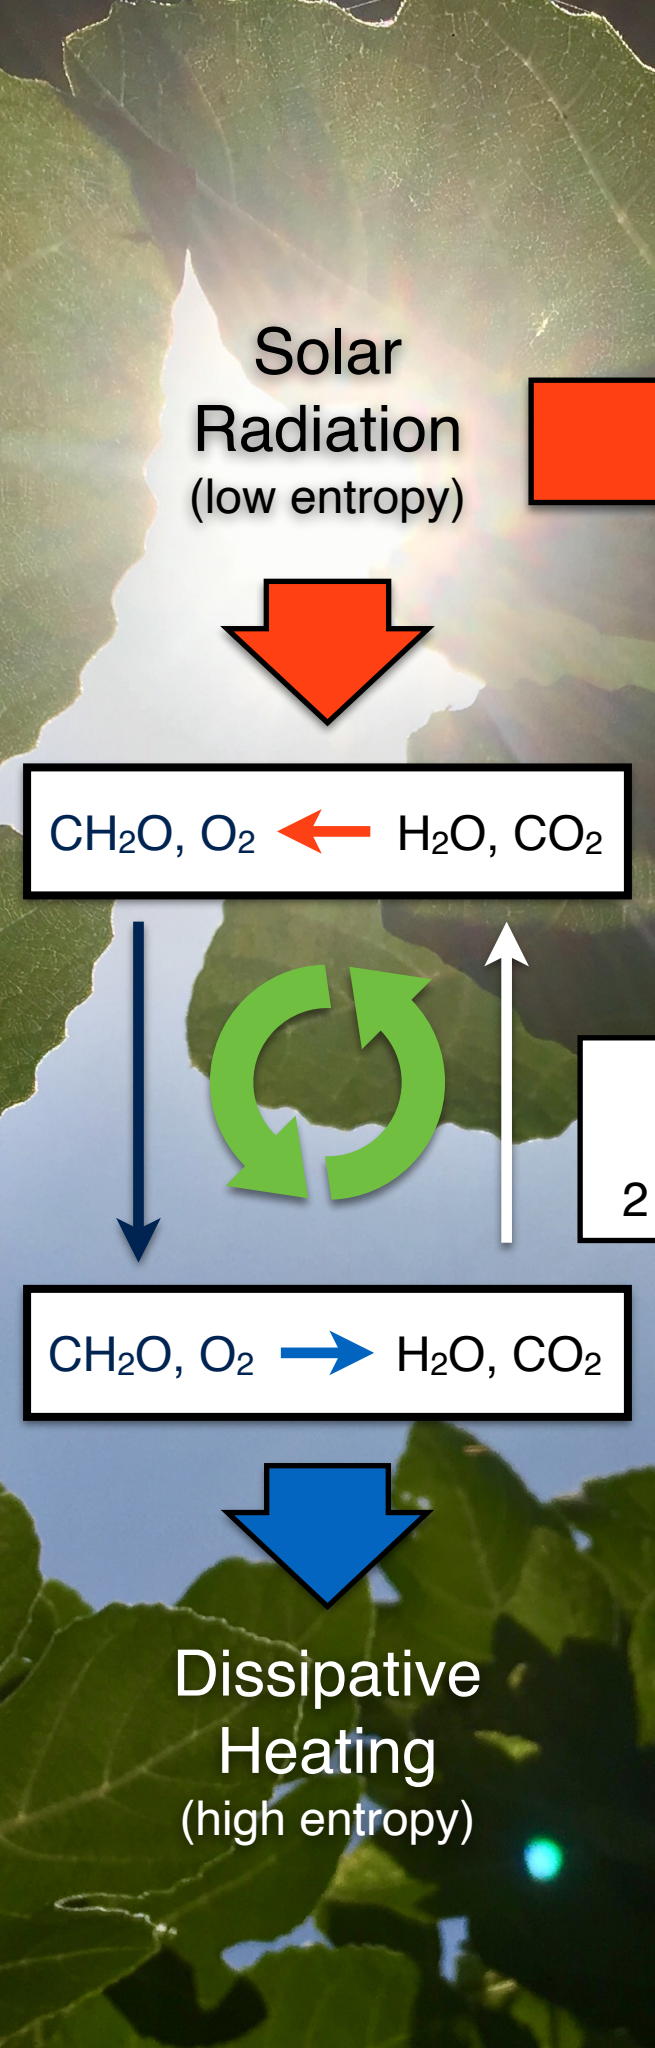 Solar
Radiation
(low entropy)
CH₂O, O₂ H₂O, CO₂
2
CH₂O, O₂ H₂O, CO₂
Dissipative
Heating
(high entropy)